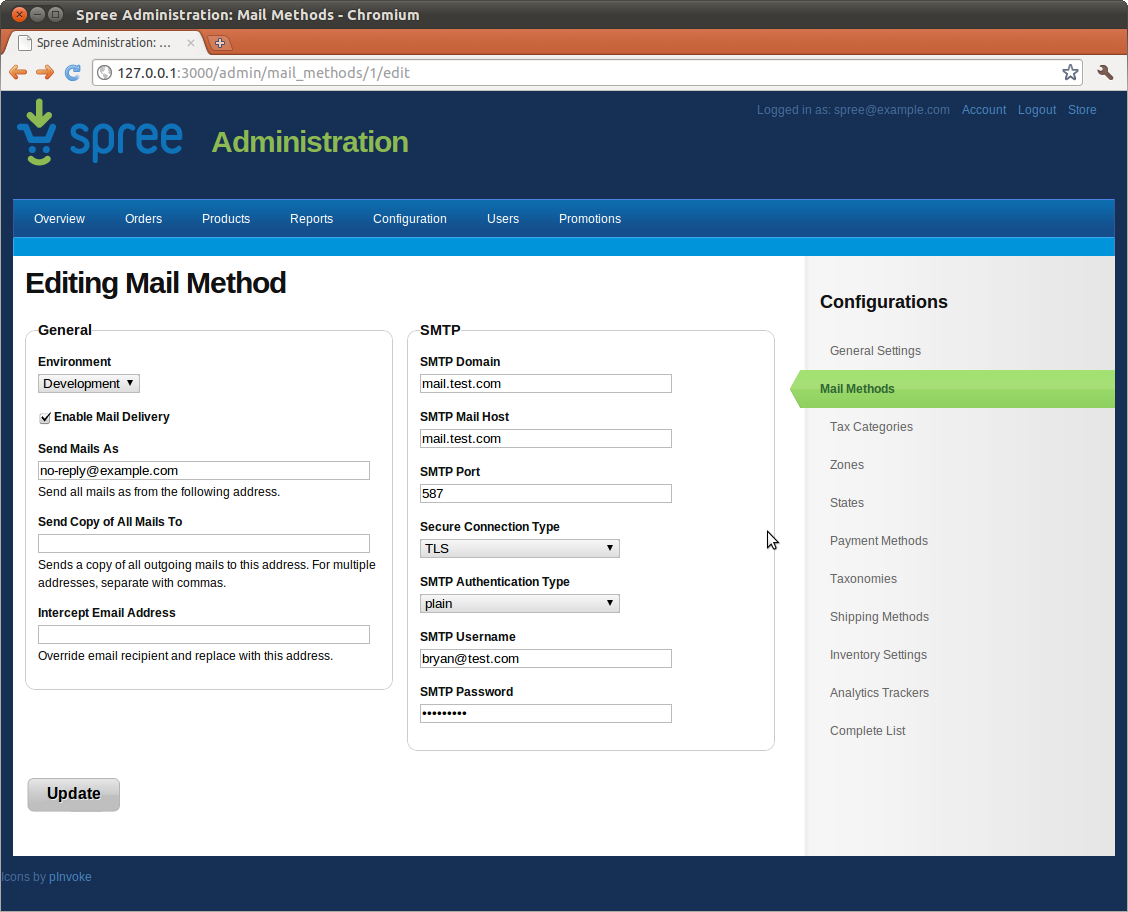 Spree Administration: Mail Methods - Chromium
Spree Administration: ...
127.0.0.1:3000/admin/mail_methods/1/edit
Logged in as: spree@example.com Account Logout Store
spree Administration
Overview Orders Products Reports Configuration Users Promotions
Editing Mail Method
General
Environment
Development
Enable Mail Delivery
Send Mails As
no-reply@example.com
Send all mails as from the following address.
Send Copy of All Mails To
Sends a copy of all outgoing mails to this address. For multiple
addresses, separate with commas.
Intercept Email Address
Override email recipient and replace with this address.
SMTP
SMTP Domain
mail.test.com
SMTP Mail Host
mail.test.com
SMTP Port
587
Secure Connection Type
TLS
SMTP Authentication Type
plain
SMTP Username
bryan@test.com
SMTP Password
•••••••••
Update
Configurations
General Settings
Mail Methods
Tax Categories
Zones
States
Payment Methods
Taxonomies
Shipping Methods
Inventory Settings
Analytics Trackers
Complete List
Icons by pInvoke